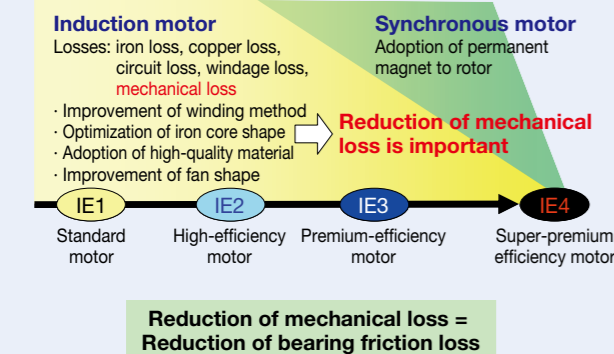 Induction motor
Losses: iron loss, copper loss,
circuit loss, windage loss,
mechanical loss
· Improvement of winding method
· Optimization of iron core shape
· Adoption of high-quality material
· Improvement of fan shape
Synchronous motor
Adoption of permanent
magnet to rotor
Reduction of mechanical
loss is important
IE1
IE2
IE3
IE4
Standard
motor
High-efficiency
motor
Premium-efficiency
motor
Super-premium
efficiency motor
Reduction of mechanical loss =
Reduction of bearing friction loss